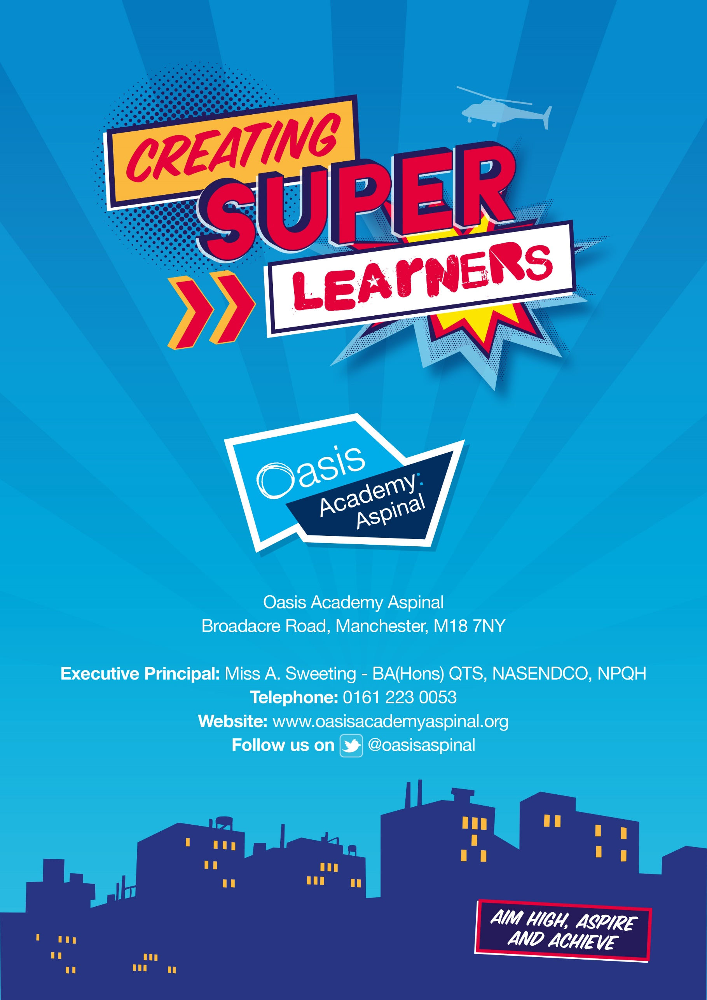 CREATING
SUPER
LEArNERS
Oasis
Academy:
Aspinal
Oasis Academy Aspinal
Broadacre Road, Manchester, M18 7NY
Executive Principal: Miss A. Sweeting - BA(Hons) QTS, NASENDCO, NPQH
Telephone: 0161 223 0053
Website: www.oasisacademyaspinal.org
Follow us on @oasisaspinal
AIM HIGH, ASPIRE
AND ACHIEVE